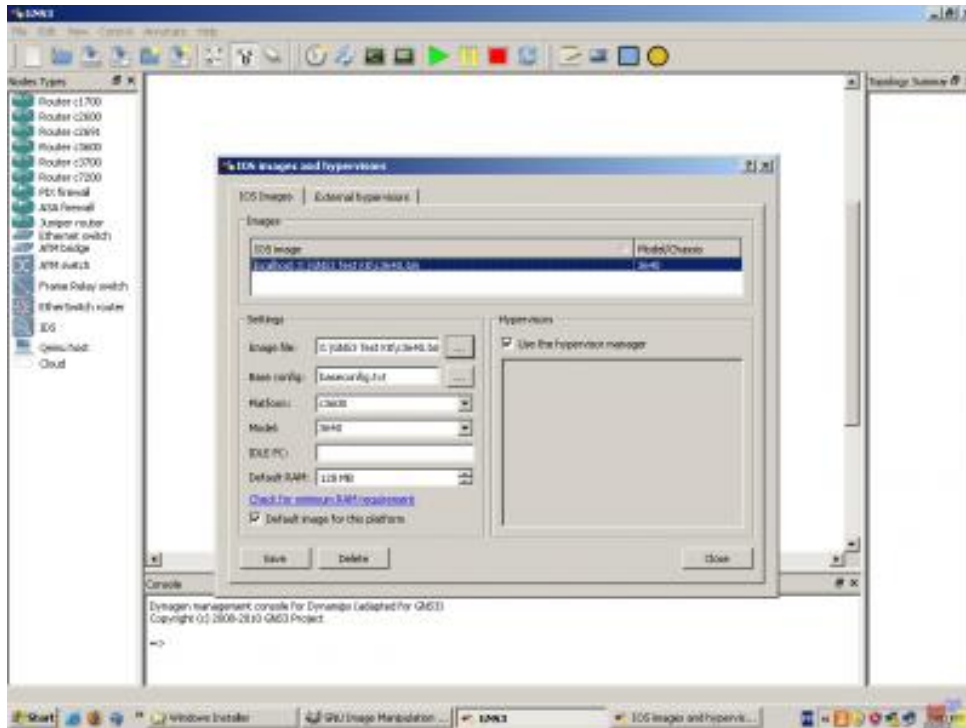 GNS3
File Edit View Control Annotate Help
Nodes Types
Topology Summary
Router c1700
Router c2600
Router c2691
Router c3600
Router c3700
Router c7200
PIX firewall
ASA firewall
Juniper router
Ethernet switch
ATM bridge
ATM switch
Frame Relay switch
EtherSwitch router
IDS
Qemu host
Cloud
IOS images and hypervisors
IOS Images
External hypervisors
Images
IOS image
Model/Chassis
3640
Settings
Image file:
Base config:
baseconfig.txt
Platform:
c3600
Model:
3640
IDLE PC:
Default RAM:
128 MB
Check for minimum RAM requirement
Default image for this platform
Hypervisors
Use the hypervisor manager
Save
Delete
Close
Console
Dynagen management console for Dynamips (adapted for GNS3)
Copyright (c) 2008-2010 GNS3 Project
=>
Start
Windows Installer
GNU Image Manipulation ...
GNS3
IOS images and hypervis...